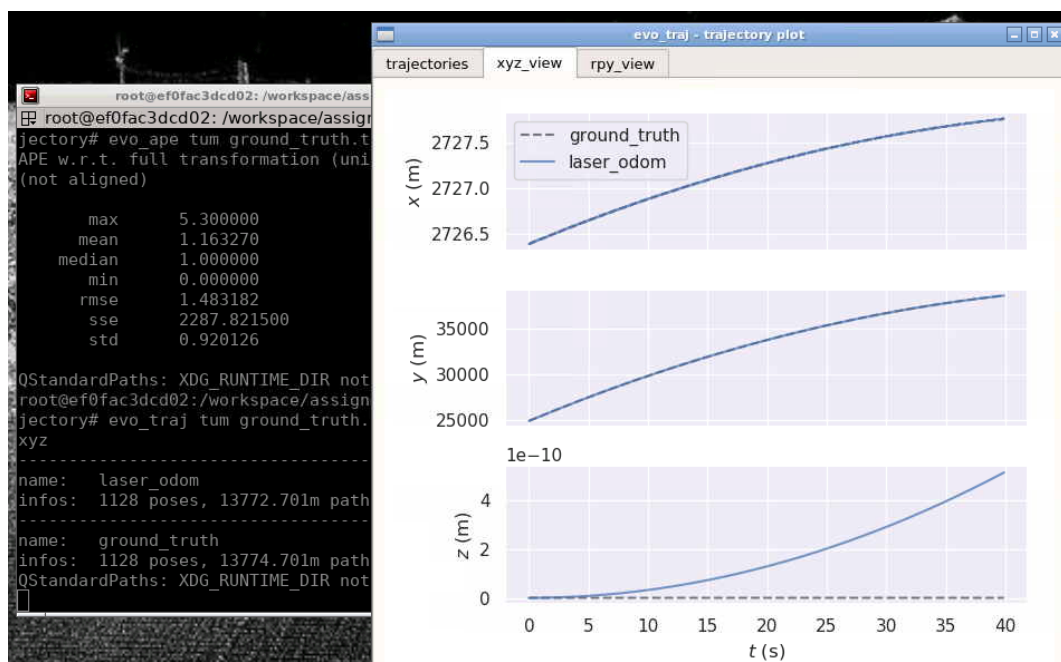 evo_traj - trajectory plot
trajectories xyz_view rpy_view
root@ef0fac3dcd02: /workspace/ass
root@ef0fac3dcd02: /workspace/assign
jectory# evo_ape tum ground_truth.t
APE w.r.t. full transformation (uni
(not aligned)
max 5.300000
mean 1.163270
median 1.000000
min 0.000000
rmse 1.483182
sse 2287.821500
std 0.920126
QStandardPaths: XDG_RUNTIME_DIR not
root@ef0fac3dcd02:/workspace/assign
jectory# evo_traj tum ground_truth.
xyz
----------------------------------
name: laser_odom
infos: 1128 poses, 13772.701m path
----------------------------------
name: ground_truth
infos: 1128 poses, 13774.701m path
QStandardPaths: XDG_RUNTIME_DIR not
ground_truth
laser_odom
x (m)
2727.5
2727.0
2726.5
y (m)
35000
30000
25000
1e−10
z (m)
4
2
0
0 5 10 15 20 25 30 35 40
t (s)